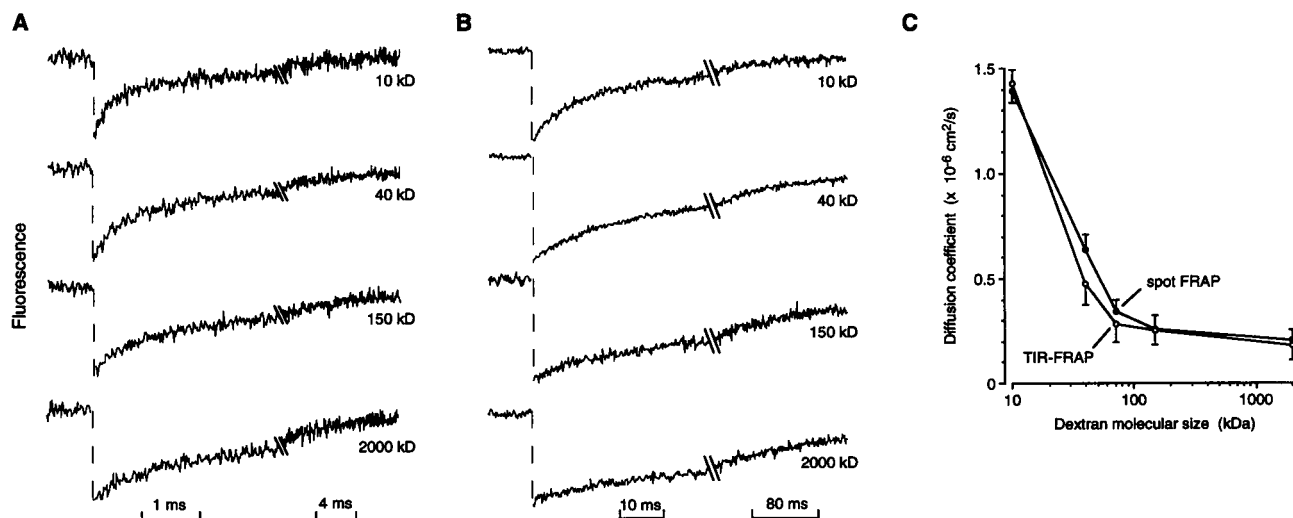 A
B
C
Fluorescence
10 kD
40 kD
150 kD
2000 kD
1 ms
4 ms
10 kD
40 kD
150 kD
2000 kD
10 ms
80 ms
Diffusion coefficient (x 10⁻⁶ cm²/s)
1.5
1.0
0.5
0
spot FRAP
TIR-FRAP
10
100
1000
Dextran molecular size (kDa)